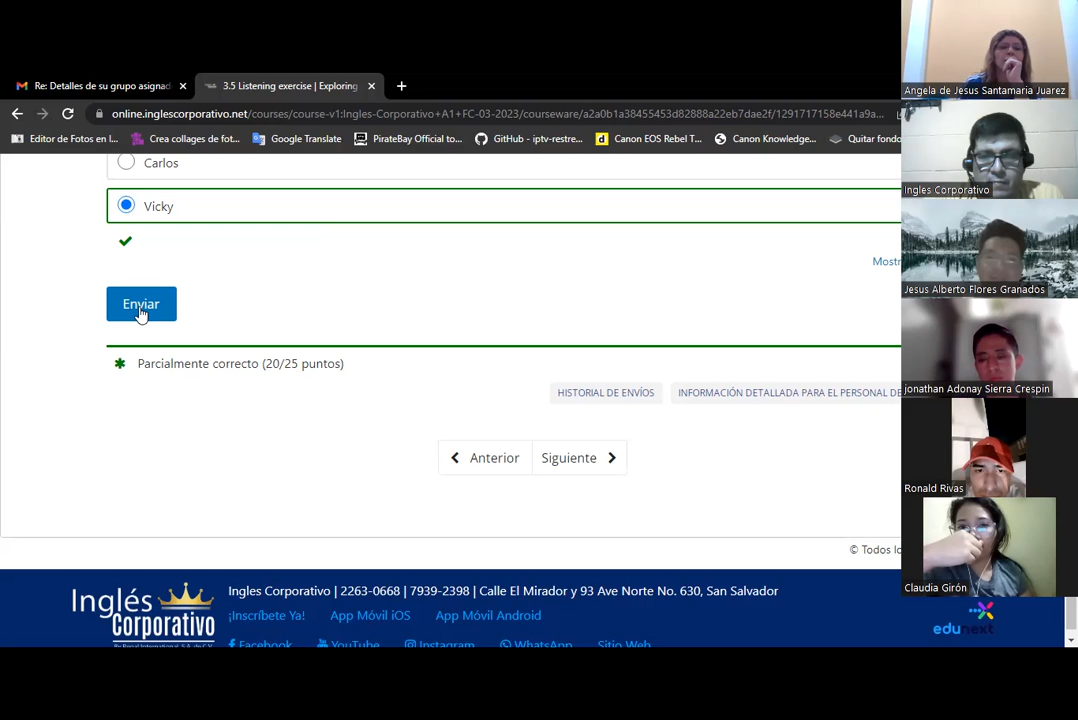 Re: Detalles de su grupo asignad
3.5 Listening exercise | Exploring
online.inglescorporativo.net/courses/course-v1:Ingles-Corporativo+A1+FC-03-2023/courseware/a2a0b1a38455453d82888a22eb7dae2f/1291717158e441a9a...
Editor de Fotos en l...
Crea collages de fot...
Google Translate
PirateBay Official to...
GitHub - iptv-restre...
Canon EOS Rebel T...
Canon Knowledge...
Quitar fondo
Carlos
Vicky
Mostr
Enviar
Parcialmente correcto (20/25 puntos)
HISTORIAL DE ENVÍOS
INFORMACIÓN DETALLADA PARA EL PERSONAL DE
Anterior
Siguiente
© Todos lo
Inglés Corporativo
Ingles Corporativo | 2263-0668 | 7939-2398 | Calle El Mirador y 93 Ave Norte No. 630, San Salvador
¡Inscríbete Ya!
App Móvil iOS
App Móvil Android
Facebook
YouTube
Instagram
WhatsApp
Sitio Web
edunext
Angela de Jesus Santamaria Juarez
Ingles Corporativo
Jesus Alberto Flores Granados
jonathan Adonay Sierra Crespin
Ronald Rivas
Claudia Girón